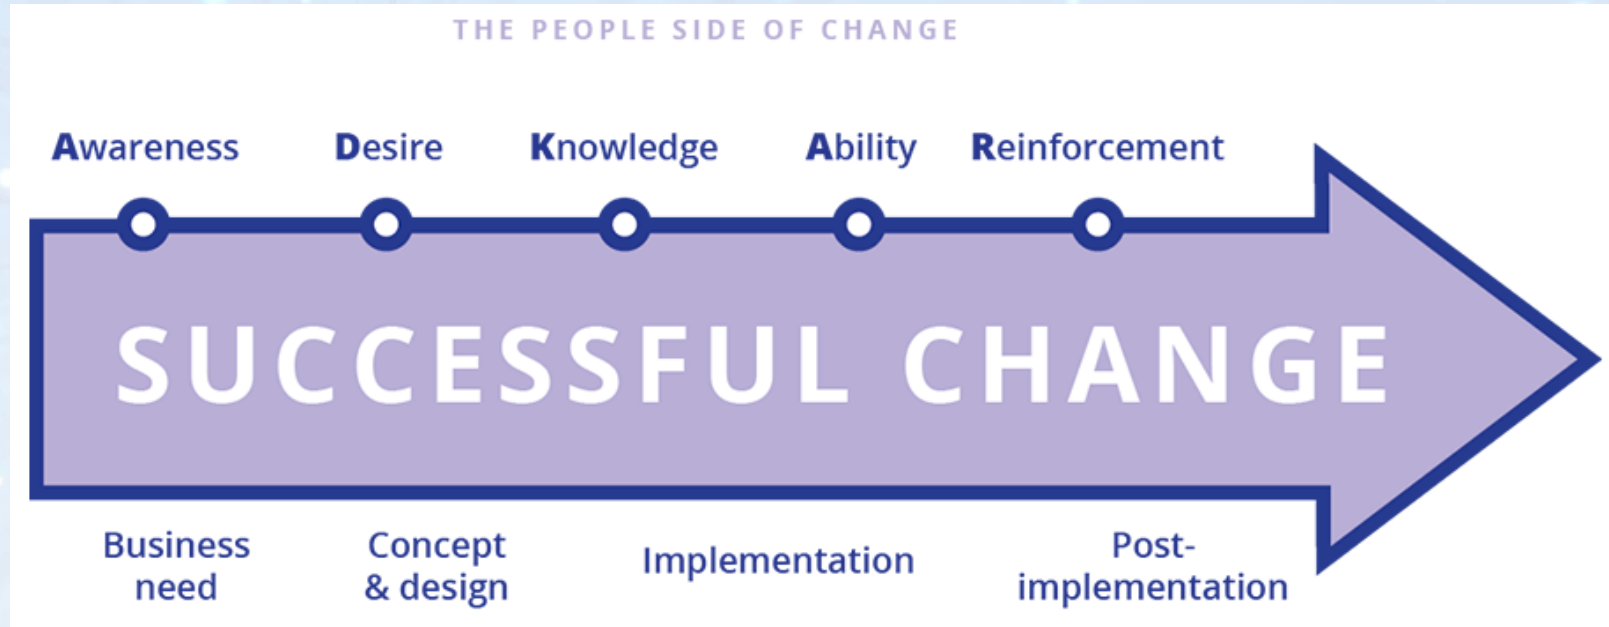 THE PEOPLE SIDE OF CHANGE
Awareness Desire Knowledge Ability Reinforcement
SUCCESSFUL CHANGE
Business
need
Concept
& design
Implementation
Post-
implementation